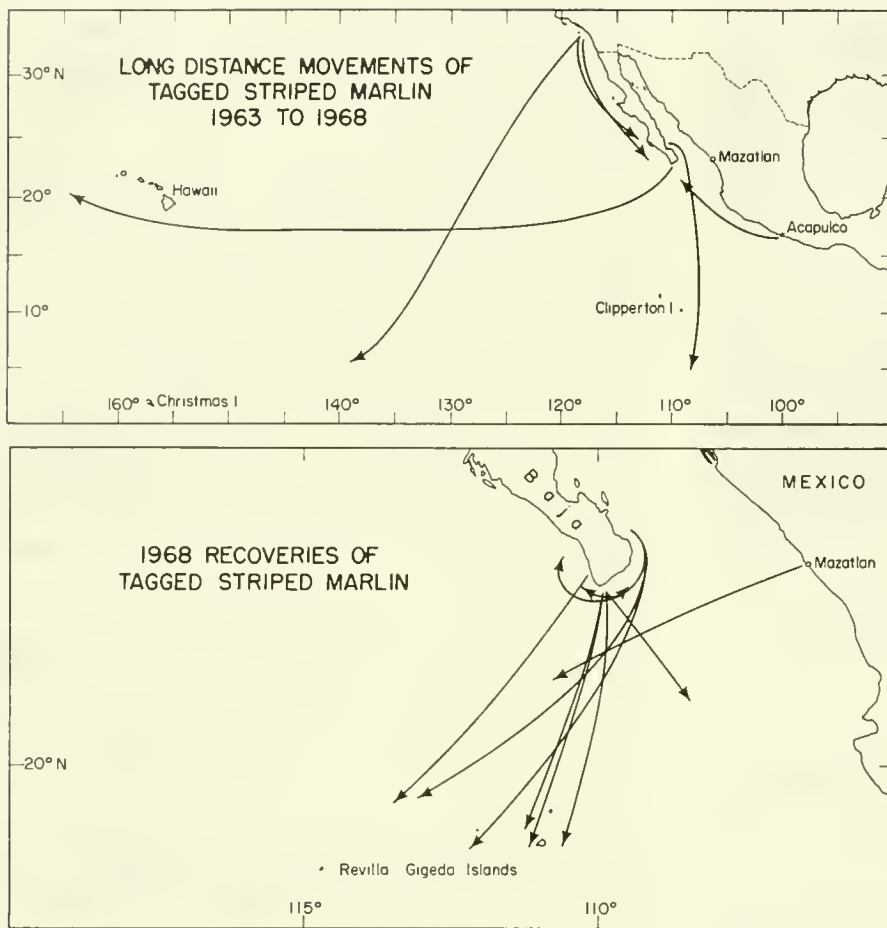 LONG DISTANCE MOVEMENTS OF
TAGGED STRIPED MARLIN
1963 TO 1968
30° N
20°
10°
Hawaii
Mazatlan
Acapulco
Clipperton I
160°
Christmas I
140°
130°
120°
110°
100°
1968 RECOVERIES OF
TAGGED STRIPED MARLIN
Baja
MEXICO
Mazatlan
20° N
Revilla Gigeda Islands
115°
110°